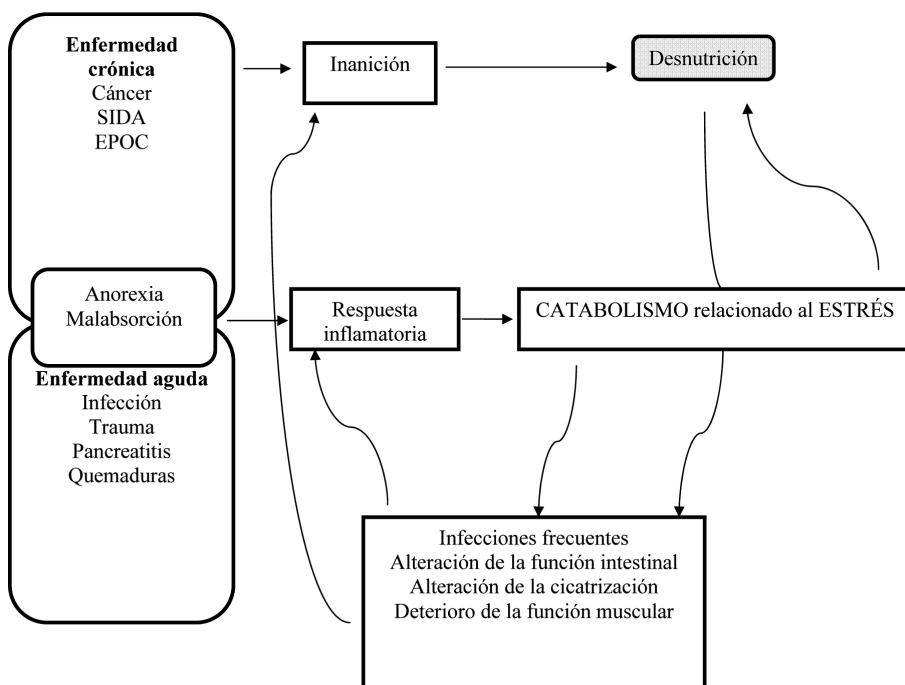 Enfermedad
crónica
Cáncer
SIDA
EPOC
Inanición
Desnutrición
Anorexia
Malabsorción
Respuesta
inflamatoria
CATABOLISMO relacionado al ESTRÉS
Enfermedad aguda
Infección
Trauma
Pancreatitis
Quemaduras
Infecciones frecuentes
Alteración de la función intestinal
Alteración de la cicatrización
Deterioro de la función muscular